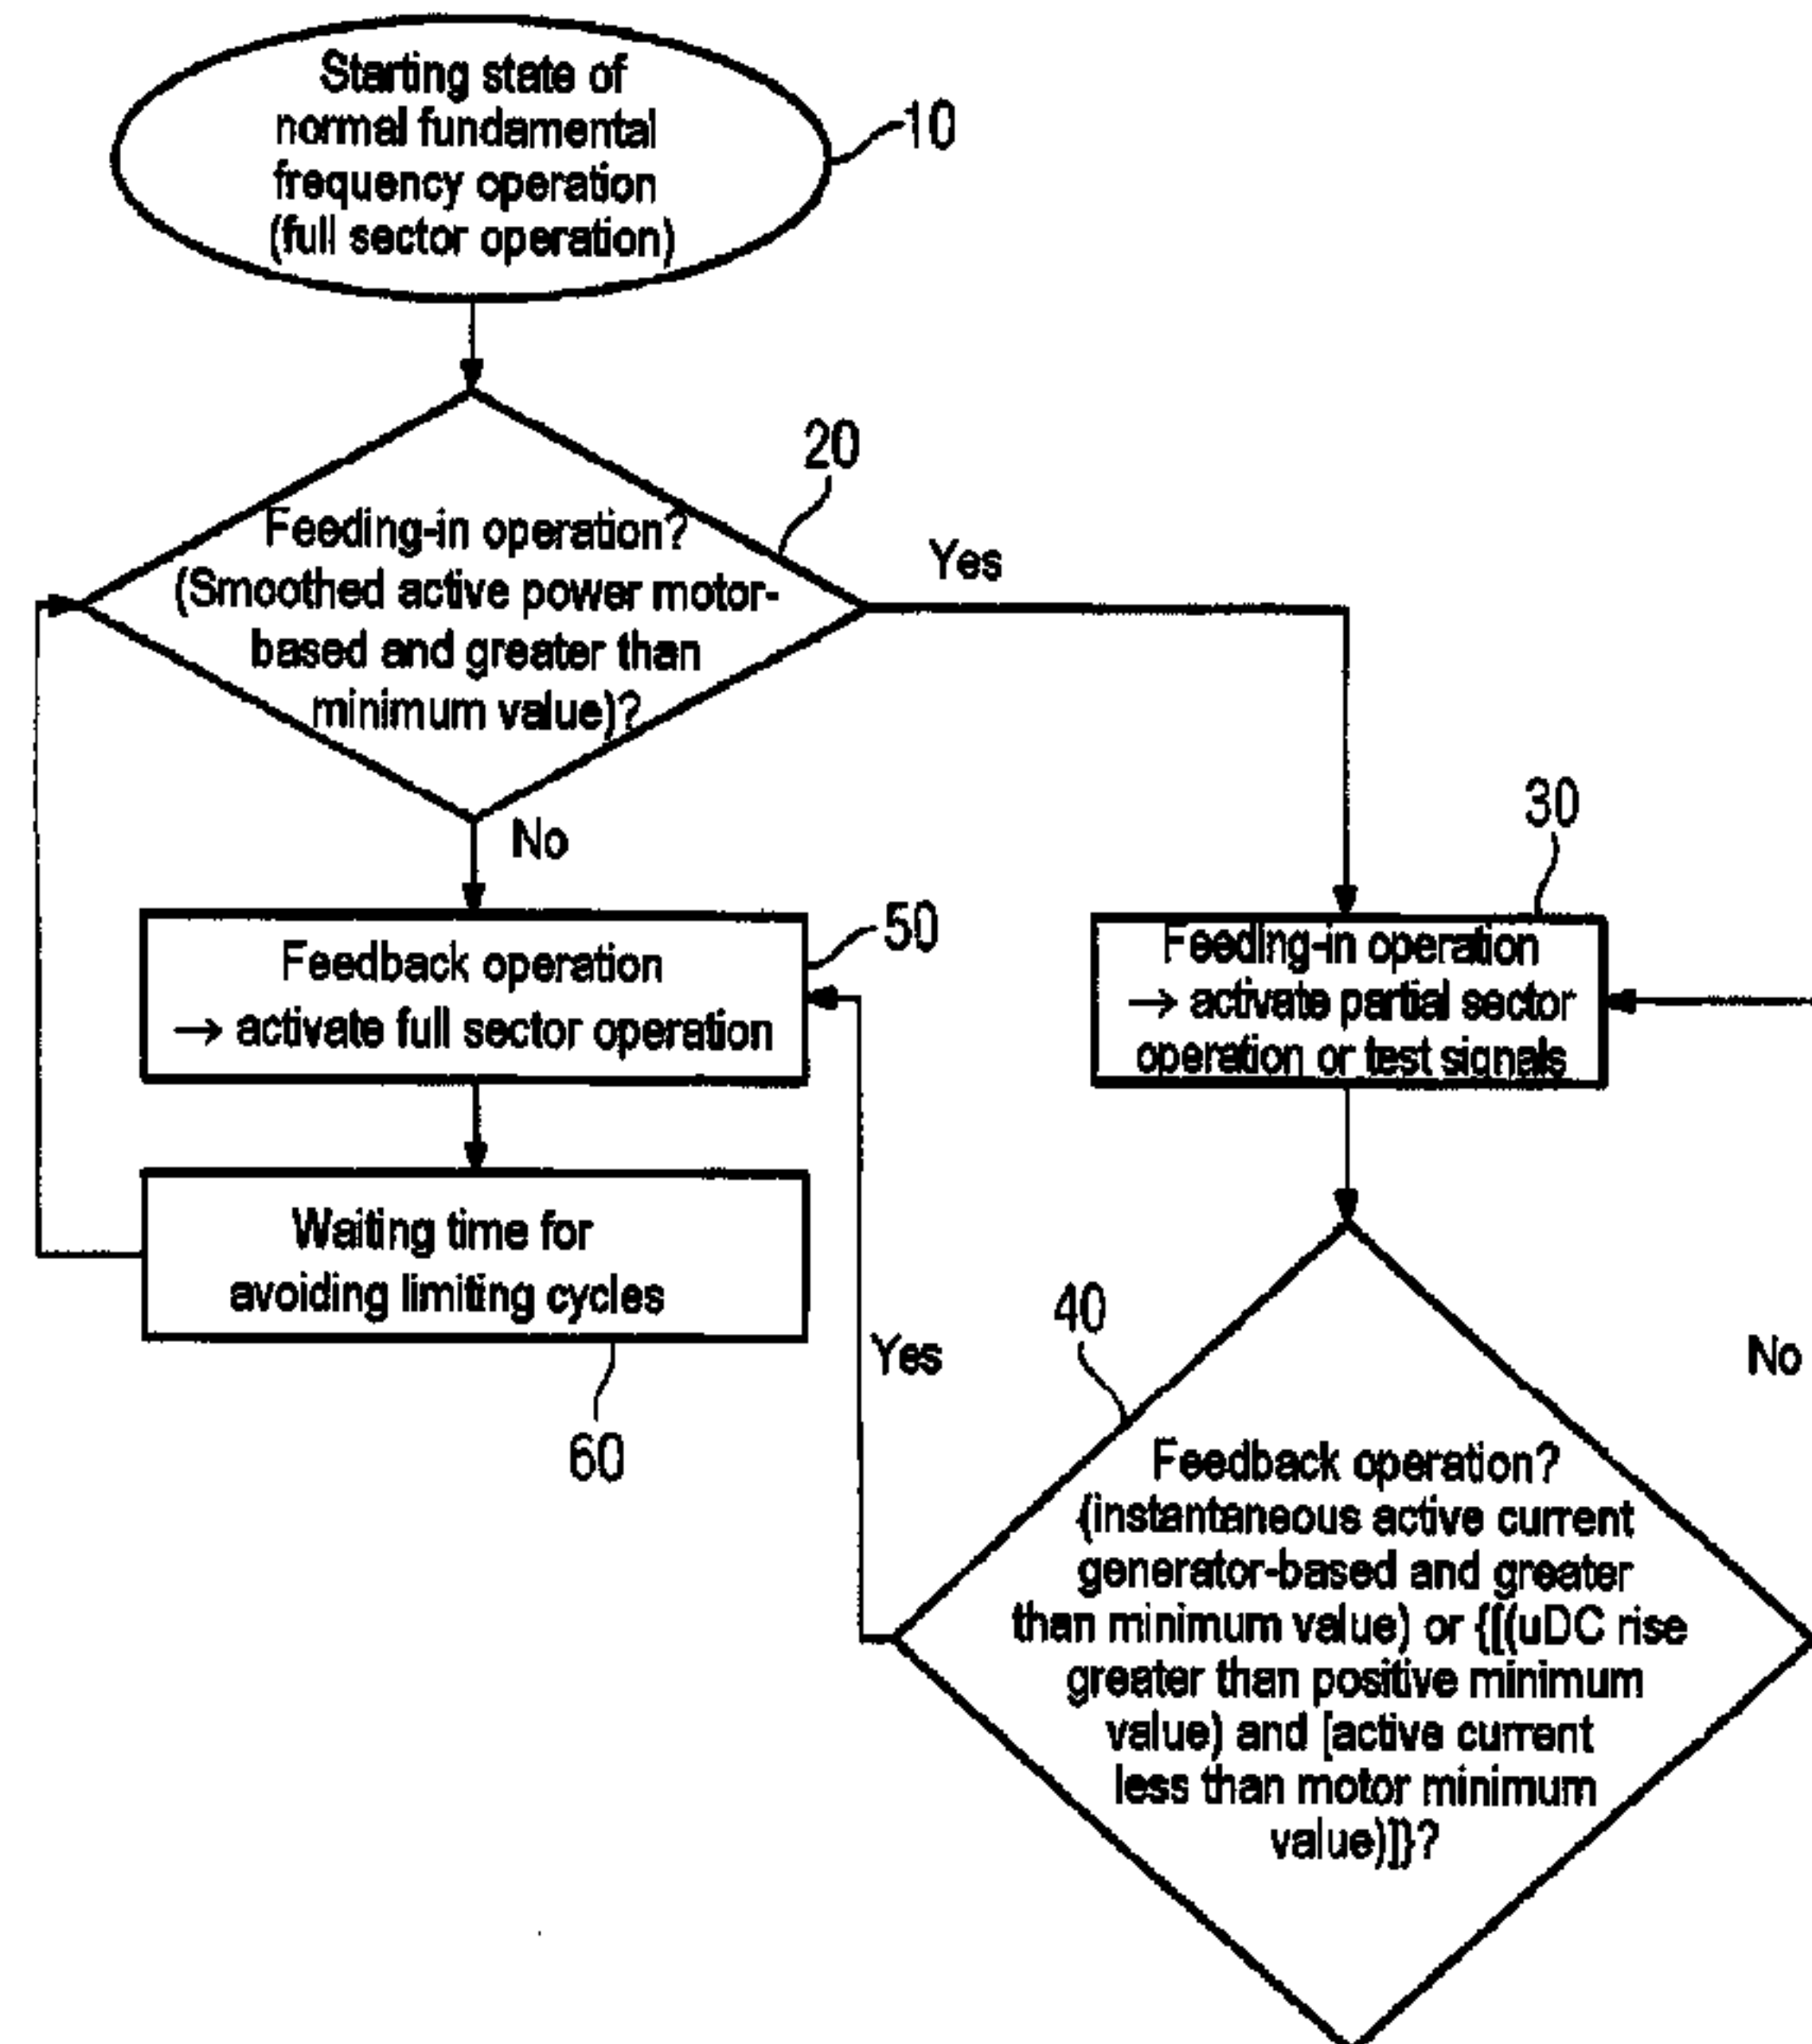 Starting state of
normal fundamental
frequency operation
(full sector operation)
10
20
Feeding-in operation?
(Smoothed active power motor-
based and greater than
minimum value)?
Yes
No
30
50
Feedback operation
→ activate full sector operation
Feeding-in operation
→ activate partial sector
operation or test signals
Waiting time for
avoiding limiting cycles
60
40
Yes
No
Feedback operation?
(instantaneous active current
generator-based and greater
than minimum value) or {[(uDC rise
greater than positive minimum
value) and [active current
less than motor minimum
value)]}?